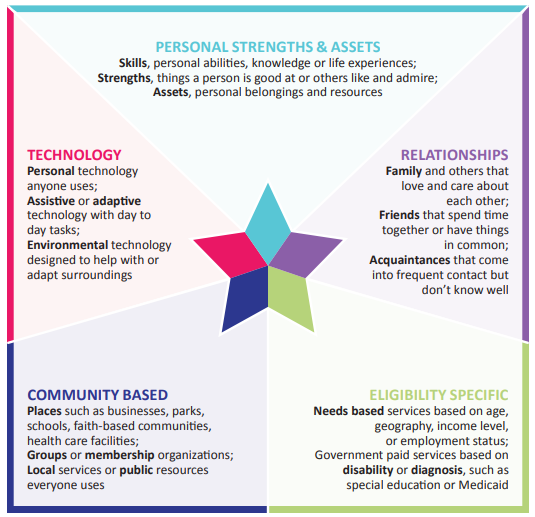 PERSONAL STRENGTHS & ASSETS
Skills, personal abilities, knowledge or life experiences;
Strengths, things a person is good at or others like and admire;
Assets, personal belongings and resources
TECHNOLOGY
Personal technology
anyone uses;
Assistive or adaptive
technology with day to
day tasks;
Environmental technology
designed to help with or
adapt surroundings
RELATIONSHIPS
Family and others that
love and care about
each other;
Friends that spend time
together or have things
in common;
Acquaintances that come
into frequent contact but
don't know well
COMMUNITY BASED
Places such as businesses, parks,
schools, faith-based communities,
health care facilities;
Groups or membership organizations;
Local services or public resources
everyone uses
ELIGIBILITY SPECIFIC
Needs based services based on age,
geography, income level,
or employment status;
Government paid services based on
disability or diagnosis, such as
special education or Medicaid